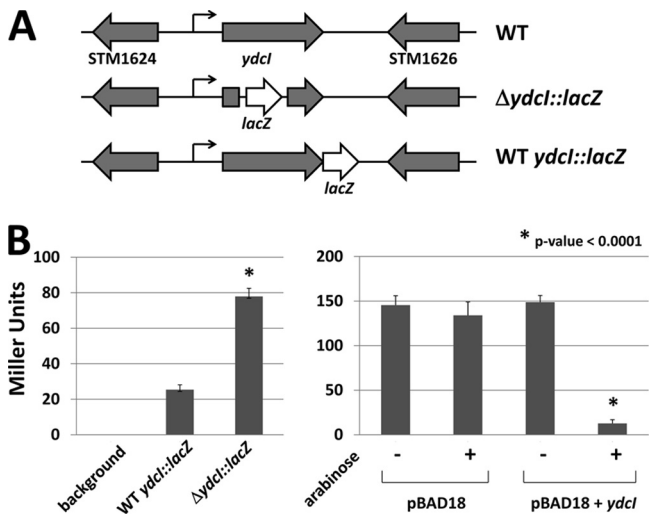 A
WT
STM1624
ydcI
STM1626
ΔydcI::lacZ
lacZ
WT ydcI::lacZ
lacZ
B
* p-value < 0.0001
Miller Units
100
80
60
40
20
0
*
background
WT ydcI::lacZ
ΔydcI::lacZ
200
150
100
50
0
*
arabinose
- + - +
pBAD18 pBAD18 + ydcI